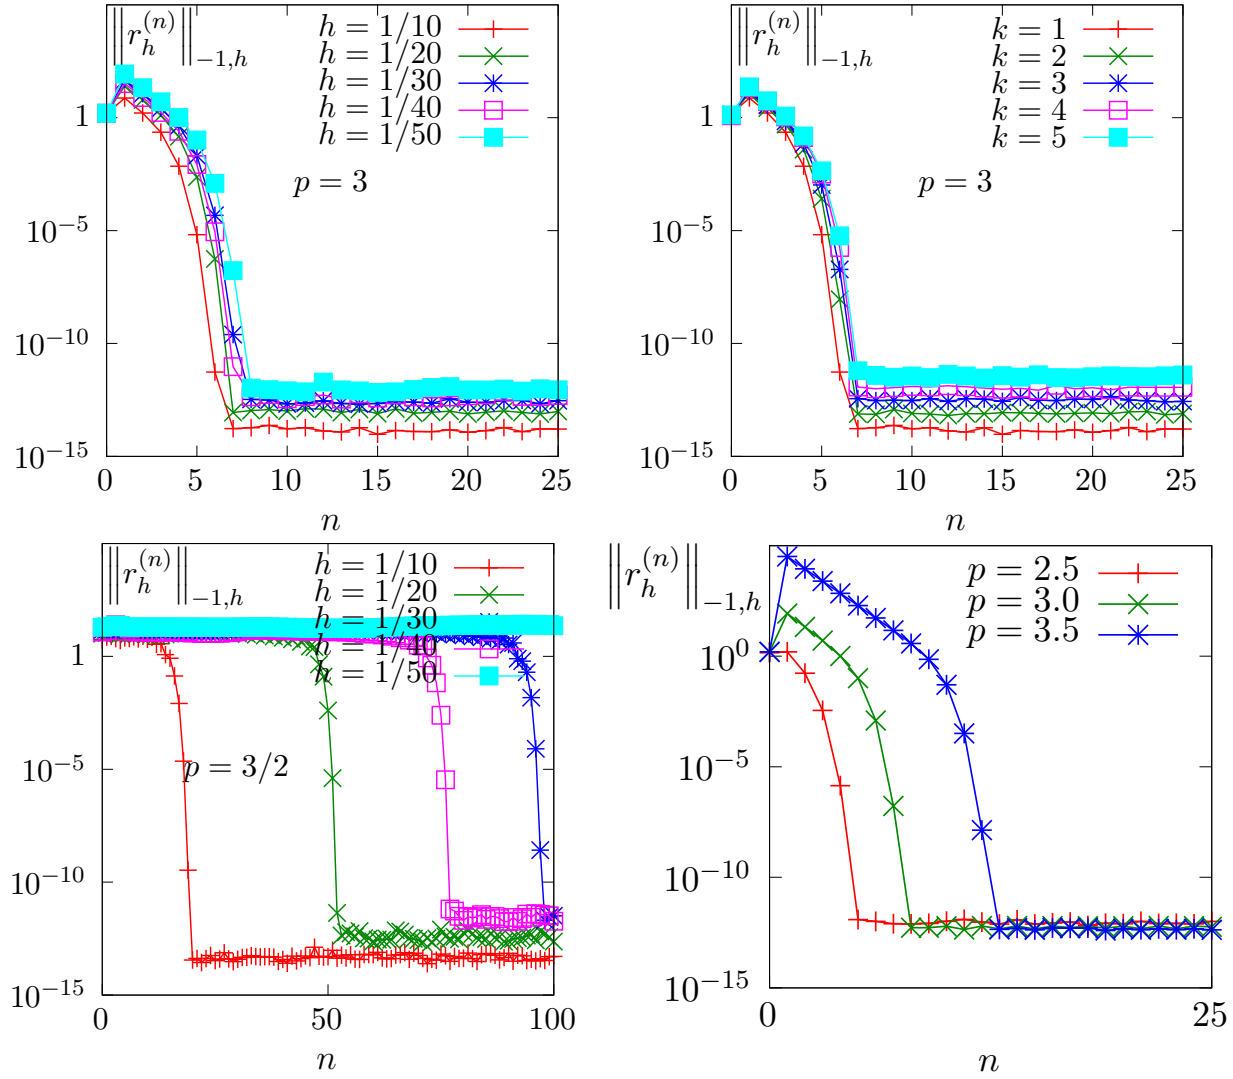 ‖r_h^{(n)}‖_{-1,h}
h = 1/10
h = 1/20
h = 1/30
h = 1/40
h = 1/50
p = 3
1
10^{-5}
10^{-10}
10^{-15}
0 5 10 15 20 25
n
‖r_h^{(n)}‖_{-1,h}
k = 1
k = 2
k = 3
k = 4
k = 5
p = 3
1
10^{-5}
10^{-10}
10^{-15}
0 5 10 15 20 25
n
‖r_h^{(n)}‖_{-1,h}
h = 1/10
h = 1/20
h = 1/30
h = 1/40
h = 1/50
p = 3/2
1
10^{-5}
10^{-10}
10^{-15}
0 50 100
n
‖r_h^{(n)}‖_{-1,h}
p = 2.5
p = 3.0
p = 3.5
10^0
10^{-5}
10^{-10}
10^{-15}
0 25
n